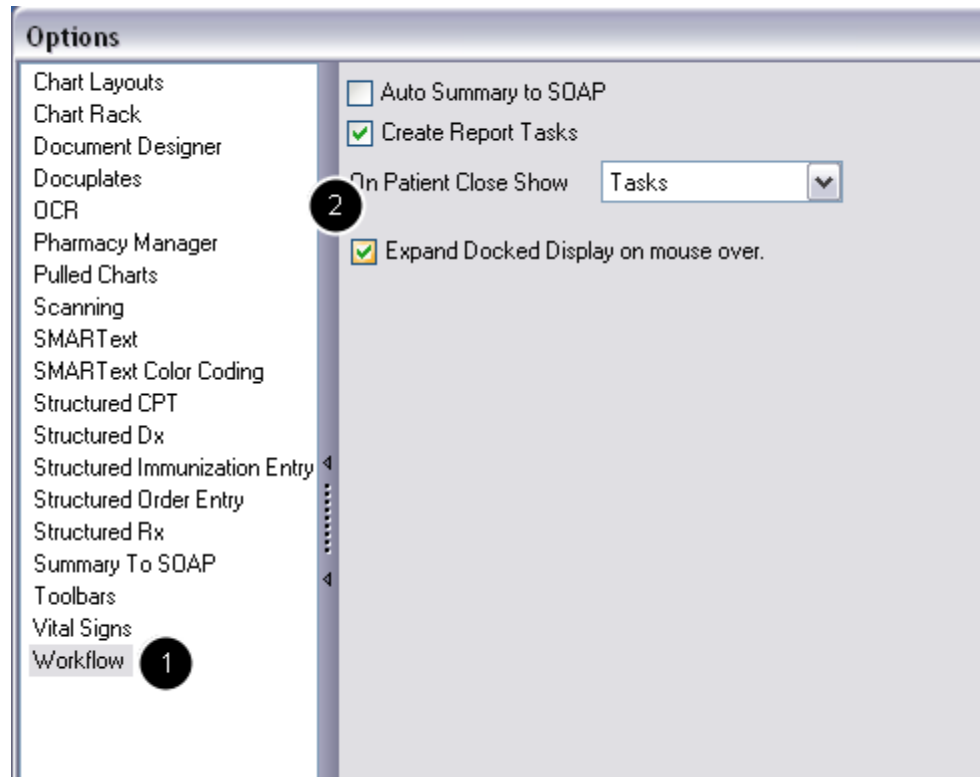 Options
Chart Layouts
Chart Rack
Document Designer
Docuplates
OCR
Pharmacy Manager
Pulled Charts
Scanning
SMARText
SMARText Color Coding
Structured CPT
Structured Dx
Structured Immunization Entry
Structured Order Entry
Structured Rx
Summary To SOAP
Toolbars
Vital Signs
Workflow 1
Auto Summary to SOAP
Create Report Tasks
On Patient Close Show Tasks
2
Expand Docked Display on mouse over.